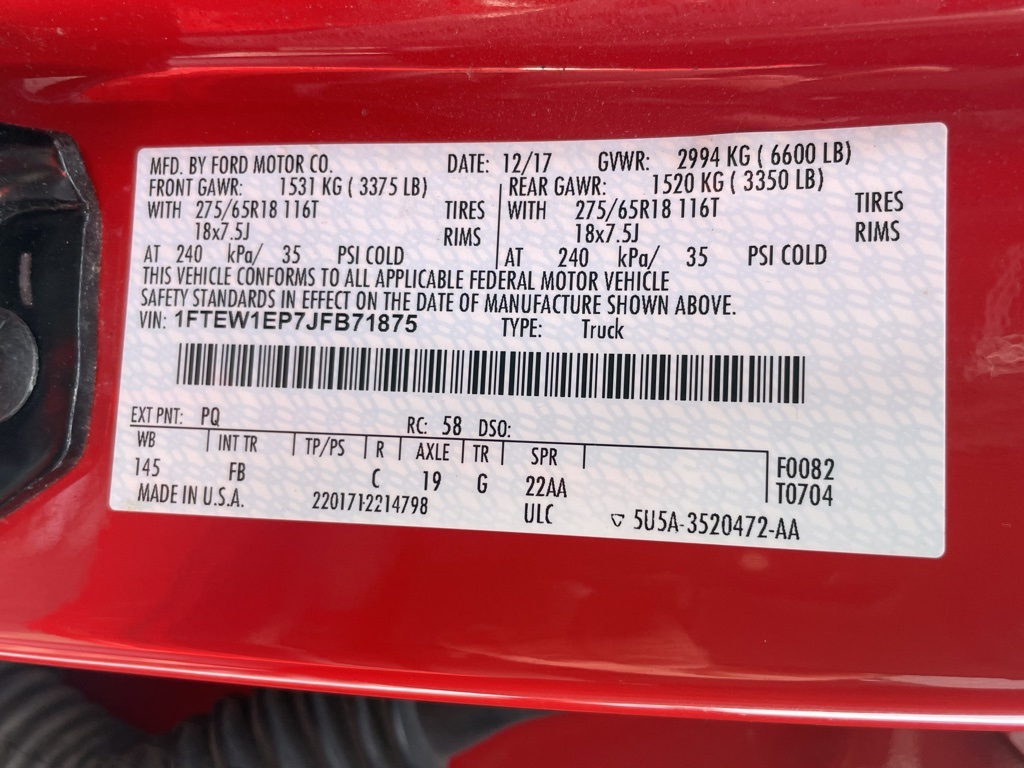 MFD. BY FORD MOTOR CO. DATE: 12/17 GVWR: 2994 KG ( 6600 LB)
FRONT GAWR: 1531 KG ( 3375 LB) REAR GAWR: 1520 KG ( 3350 LB)
WITH 275/65R18 116T TIRES WITH 275/65R18 116T TIRES
18x7.5J RIMS 18x7.5J RIMS
AT 240 kPa/ 35 PSI COLD AT 240 kPa/ 35 PSI COLD
THIS VEHICLE CONFORMS TO ALL APPLICABLE FEDERAL MOTOR VEHICLE
SAFETY STANDARDS IN EFFECT ON THE DATE OF MANUFACTURE SHOWN ABOVE.
VIN: 1FTEW1EP7JFB71875 TYPE: Truck
EXT PNT: PQ RC: 58 DSO:
WB INT TR TP/PS R AXLE TR SPR
145 FB C 19 G 22AA F0082
T0704
MADE IN U.S.A. 2201712214798 ULC 5U5A-3520472-AA